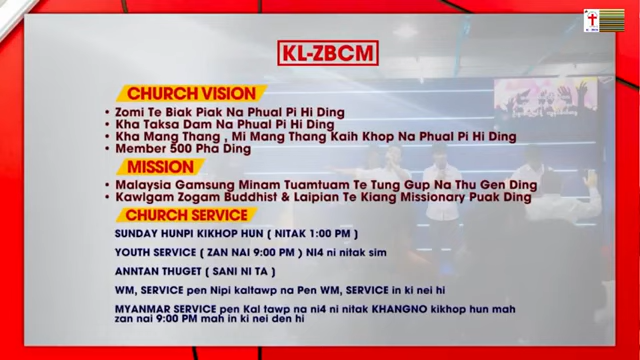 KL-ZBCM
CHURCH VISION
• Zomi Te Biak Piak Na Phual Pi Hi Ding
• Kha Taksa Dam Na Phual Pi Hi Ding
• Kha Mang Thang , Mi Mang Thang Kaih Khop Na Phual Pi Hi Ding
• Member 500 Pha Ding
MISSION
• Malaysia Gamsung Minam Tuamtuam Te Tung Gup Na Thu Gen Ding
• Kawlgam Zogam Buddhist & Laipian Te Kiang Missionary Puak Ding
CHURCH SERVICE
SUNDAY HUNPI KIKHOP HUN ( NITAK 1:00 PM )
YOUTH SERVICE ( ZAN NAI 9:00 PM ) NI4 ni nitak sim
ANNTAN THUGET ( SANI NI TA )
WM, SERVICE pen Nipi kaltawp na Pen WM, SERVICE in ki nei hi
MYANMAR SERVICE pen Kal tawp na ni4 ni nitak KHANGNO kikhop hun mah
zan nai 9:00 PM mah in ki nei den hi